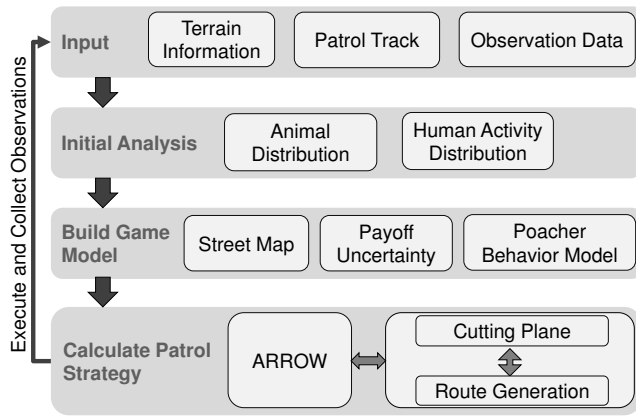 Execute and Collect Observations
Input
Terrain
Information
Patrol Track
Observation Data
Initial Analysis
Animal
Distribution
Human Activity
Distribution
Build Game
Model
Street Map
Payoff
Uncertainty
Poacher
Behavior Model
Calculate Patrol
Strategy
ARROW
Cutting Plane
Route Generation